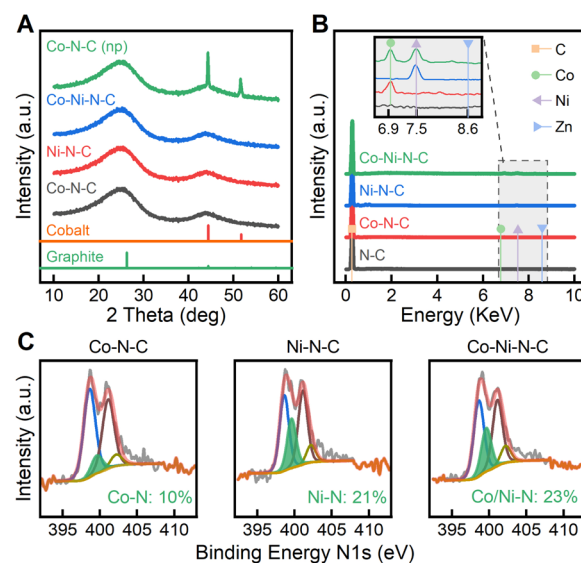 A
Co-N-C (np)
Co-Ni-N-C
Ni-N-C
Co-N-C
Cobalt
Graphite
Intensity (a.u.)
10 20 30 40 50 60
2 Theta (deg)
B
C
Co
Ni
Zn
6.9 7.5 8.6
Co-Ni-N-C
Ni-N-C
Co-N-C
N-C
Intensity (a.u.)
0 2 4 6 8 10
Energy (KeV)
C
Co-N-C
Ni-N-C
Co-Ni-N-C
Intensity (a.u.)
Co-N: 10%
Ni-N: 21%
Co/Ni-N: 23%
395 400 405 410
395 400 405 410
395 400 405 410
Binding Energy N1s (eV)